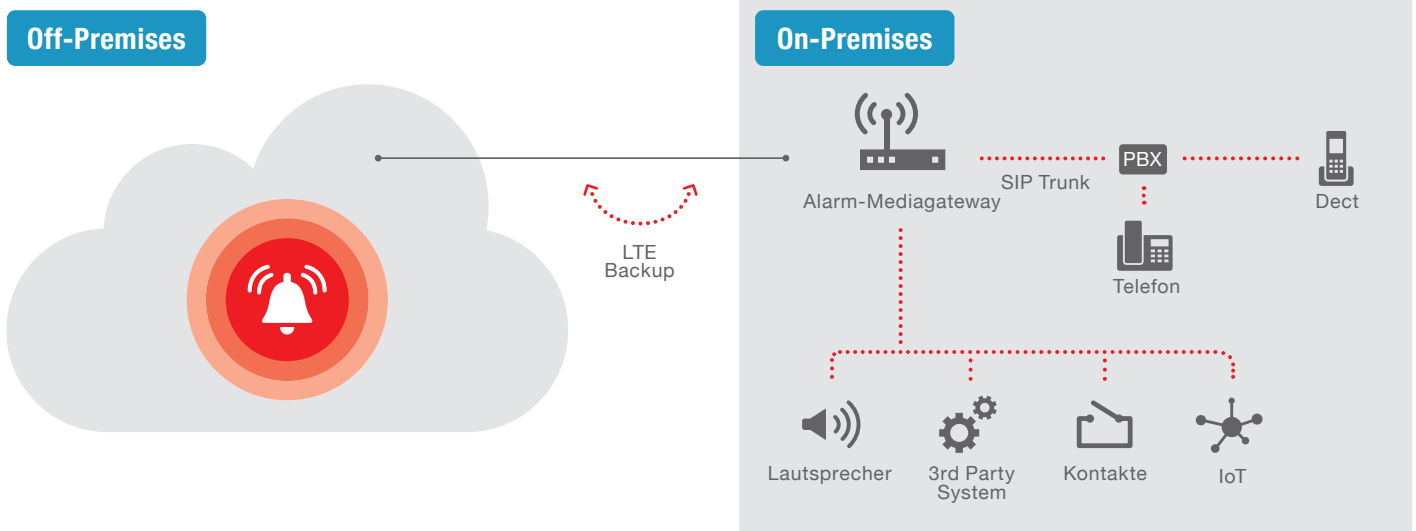 Off-Premises
On-Premises
PBX
SIP Trunk
Alarm-Mediagateway
Dect
LTE
Backup
Telefon
Lautsprecher
3rd Party
System
Kontakte
IoT